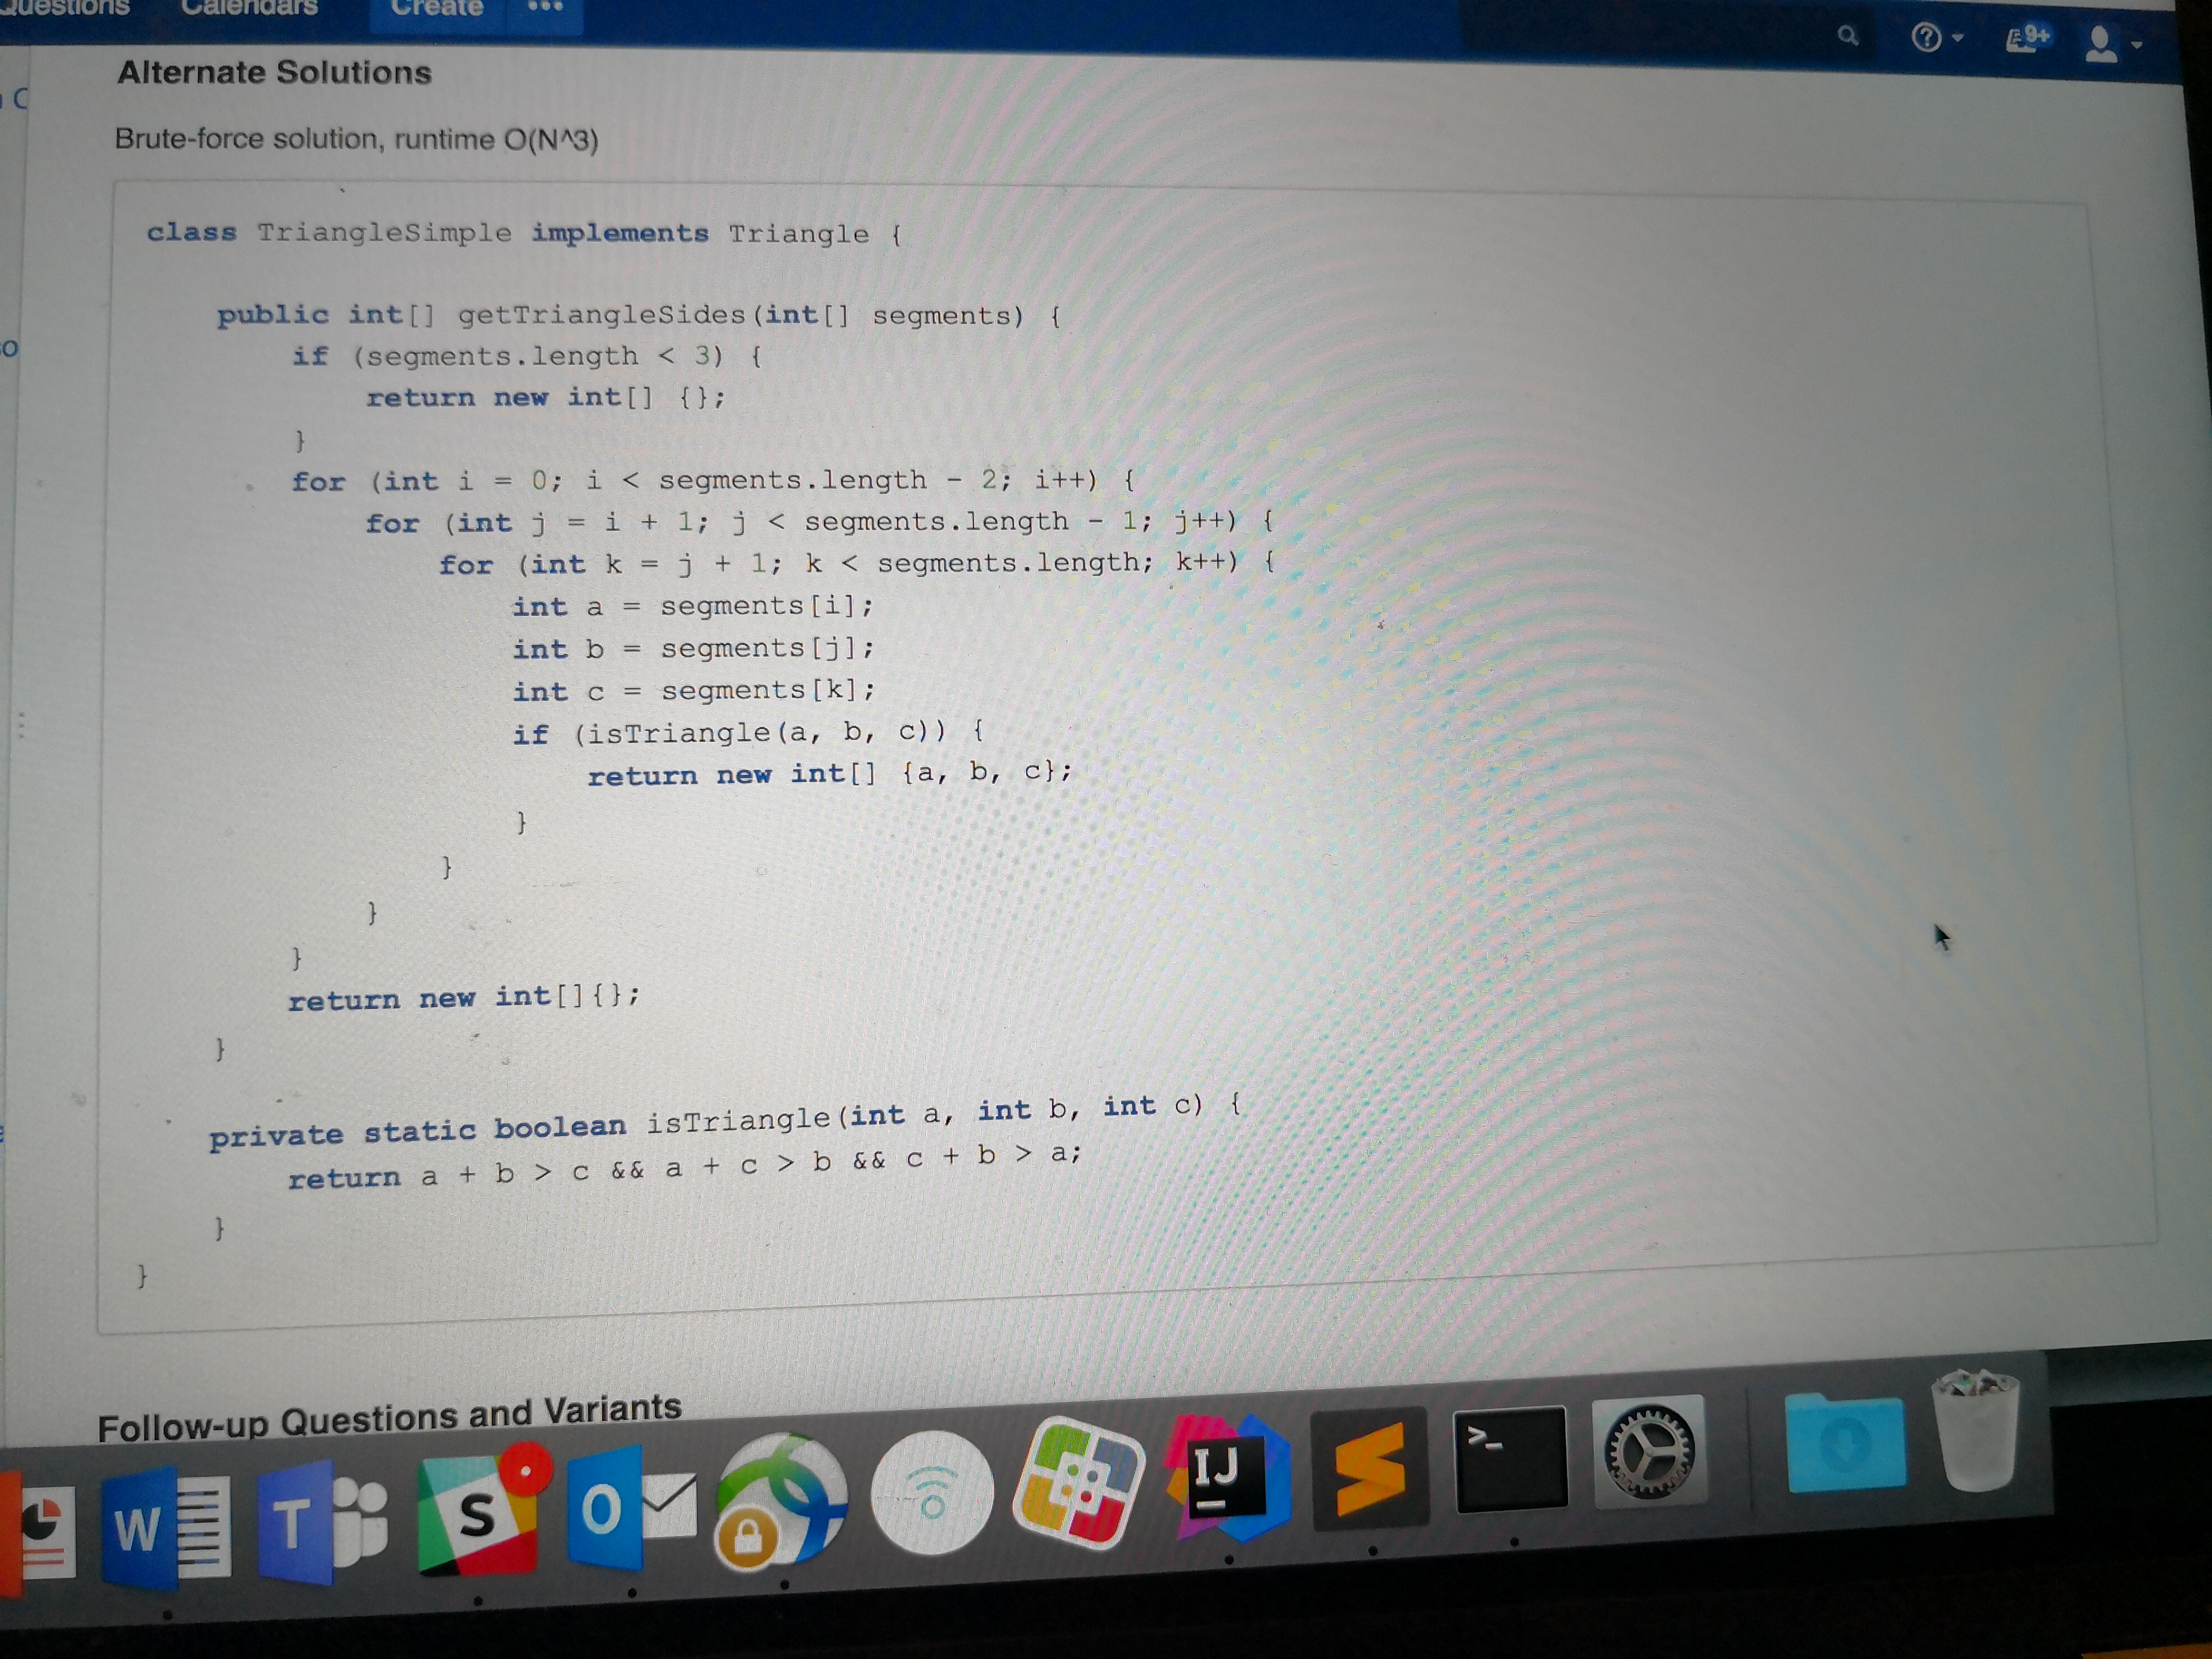 Questions Calendars Create •••
9+
Alternate Solutions
Brute-force solution, runtime O(N^3)
class TriangleSimple implements Triangle {
public int[] getTriangleSides(int[] segments) {
if (segments.length < 3) {
return new int[] {};
}
for (int i = 0; i < segments.length - 2; i++) {
for (int j = i + 1; j < segments.length - 1; j++) {
for (int k = j + 1; k < segments.length; k++) {
int a = segments[i];
int b = segments[j];
int c = segments[k];
if (isTriangle(a, b, c)) {
return new int[] {a, b, c};
}
}
}
}
return new int[]{};
}
private static boolean isTriangle(int a, int b, int c) {
return a + b > c && a + c > b && c + b > a;
}
}
Follow-up Questions and Variants
W T S O IJ >_